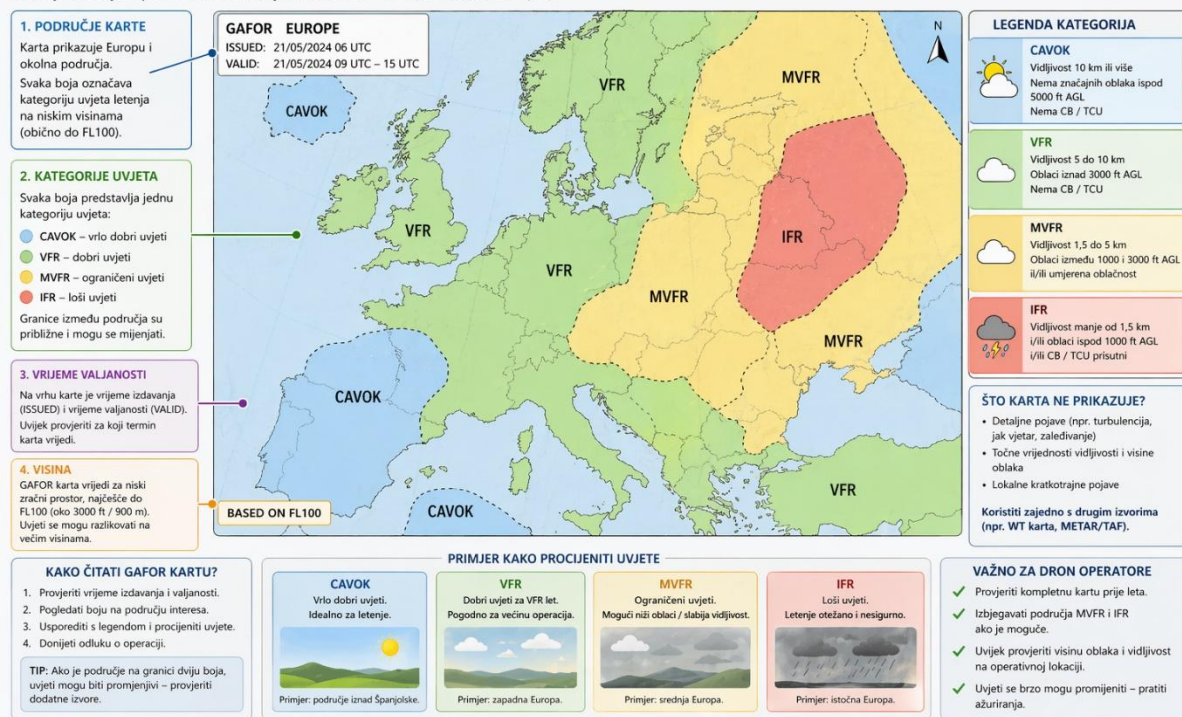 1. PODRUČJE KARTE
Karta prikazuje Europu i
okolna područja.
Svaka boja označava
kategoriju uvjeta letenja
na niskim visinama
(obično do FL100).
2. KATEGORIJE UVJETA
Svaka boja predstavlja jednu
kategoriju uvjeta:
CAVOK – vrlo dobri uvjeti
VFR – dobri uvjeti
MVFR – ograničeni uvjeti
IFR – loši uvjeti
Granice između područja su
približne i mogu se mijenjati.
3. VRIJEME VALJANOSTI
Na vrhu karte je vrijeme izdavanja
(ISSUED) i vrijeme valjanosti (VALID).
Uvijek provjeriti za koji termin
karta vrijedi.
4. VISINA
GAFOR karta vrijedi za niski
zračni prostor, najčešće do
FL100 (oko 3000 ft / 900 m).
Uvjeti se mogu razlikovati na
većim visinama.
GAFOR EUROPE
ISSUED: 21/05/2024 06 UTC
VALID: 21/05/2024 09 UTC – 15 UTC
N
CAVOK
VFR
MVFR
VFR
VFR
IFR
MVFR
MVFR
CAVOK
VFR
CAVOK
BASED ON FL100
LEGENDA KATEGORIJA
CAVOK
Vidljivost 10 km ili više
Nema značajnih oblaka ispod
5000 ft AGL
Nema CB / TCU
VFR
Vidljivost 5 do 10 km
Oblaci iznad 3000 ft AGL
Nema CB / TCU
MVFR
Vidljivost 1,5 do 5 km
Oblaci između 1000 i 3000 ft AGL
il/ili umjerena oblačnost
IFR
Vidljivost manje od 1,5 km
i/ili oblaci ispod 1000 ft AGL
i/ili CB / TCU prisutni
ŠTO KARTA NE PRIKAZUJE?
• Detaljne pojave (npr. turbulencija,
jak vjetar, zaleđivanje)
• Točne vrijednosti vidljivosti i visine
oblaka
• Lokalne kratkotrajne pojave
Koristiti zajedno s drugim izvorima
(npr. WT karta, METAR/TAF).
KAKO ČITATI GAFOR KARTU?
1. Provjeriti vrijeme izdavanja i valjanosti.
2. Pogledati boju na području interesa.
3. Usporediti s legendom i procijeniti uvjete.
4. Donijeti odluku o operaciji.
TIP: Ako je područje na granici dviju boja,
uvjeti mogu biti promjenjivi – provjeriti
dodatne izvore.
PRIMJER KAKO PROCIJENITI UVJETE
CAVOK
Vrlo dobri uvjeti.
Idealno za letenje.
Primjer: područje iznad Španjolske.
VFR
Dobri uvjeti za VFR let.
Pogodno za većinu operacija.
Primjer: zapadna Europa.
MVFR
Ograničeni uvjeti.
Mogući niži oblaci / slabija vidljivost.
Primjer: srednja Europa.
IFR
Loši uvjeti.
Letenje otežano i nesigurno.
Primjer: istočna Europa.
VAŽNO ZA DRON OPERATORE
Provjeriti kompletnu kartu prije leta.
Izbjegavati područja MVFR i IFR
ako je moguće.
Uvijek provjeriti visinu oblaka i vidljivost
na operativnoj lokaciji.
Uvjeti se brzo mogu promijeniti – pratiti
ažuriranja.